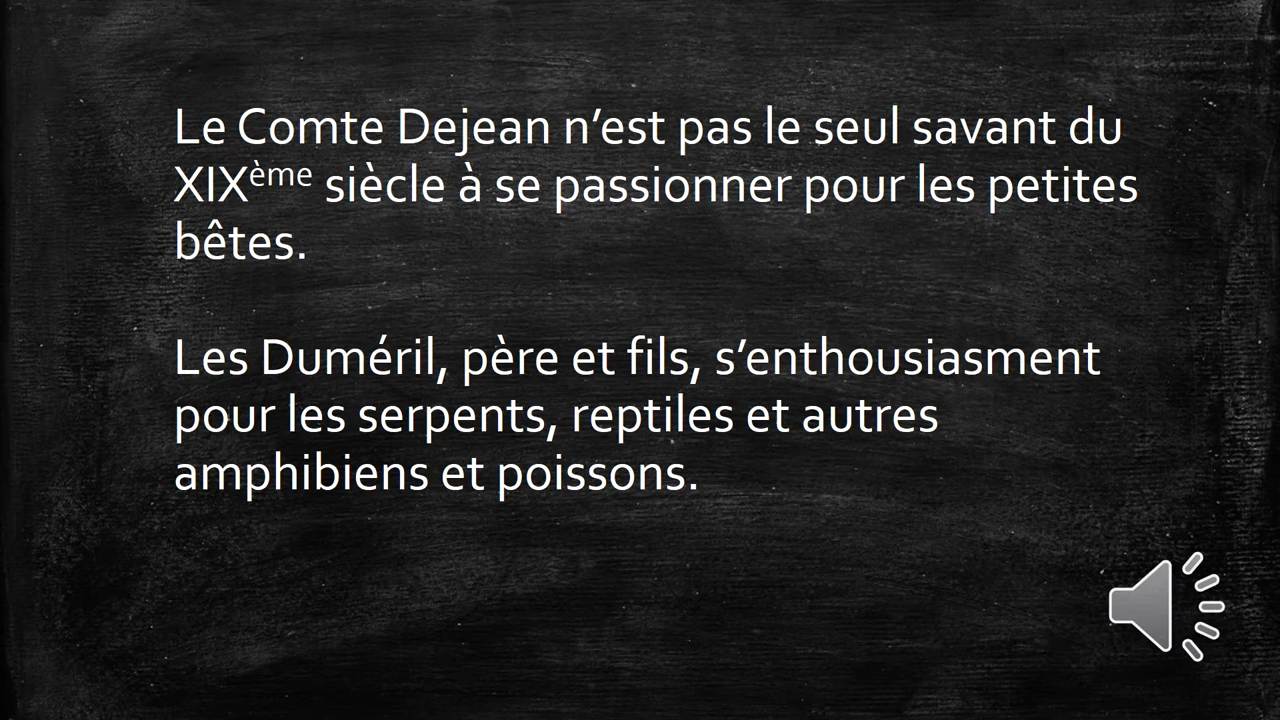 Le Comte Dejean n’est pas le seul savant du
XIXème siècle à se passionner pour les petites
bêtes.
Les Duméril, père et fils, s’enthousiasment
pour les serpents, reptiles et autres
amphibiens et poissons.